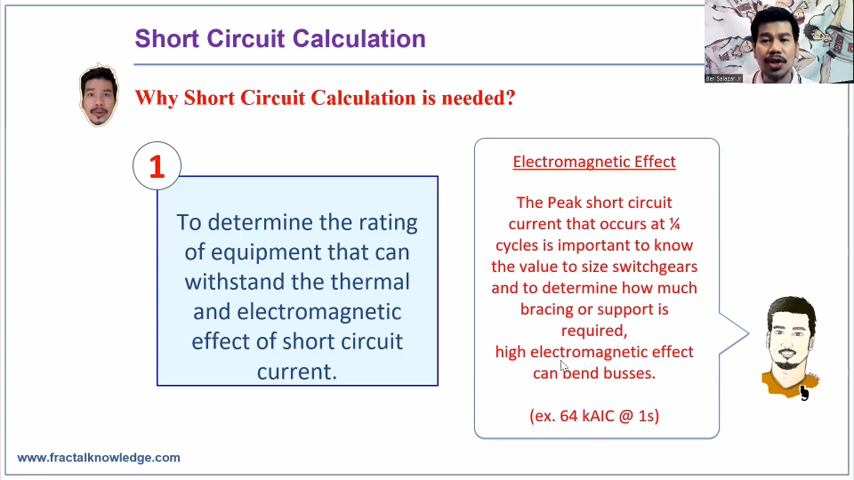 Short Circuit Calculation
Ber Salazar Jr
Why Short Circuit Calculation is needed?
1
To determine the rating
of equipment that can
withstand the thermal
and electromagnetic
effect of short circuit
current.
Electromagnetic Effect
The Peak short circuit
current that occurs at ¼
cycles is important to know
the value to size switchgears
and to determine how much
bracing or support is
required,
high electromagnetic effect
can bend busses.
(ex. 64 kAIC @ 1s)
www.fractalknowledge.com